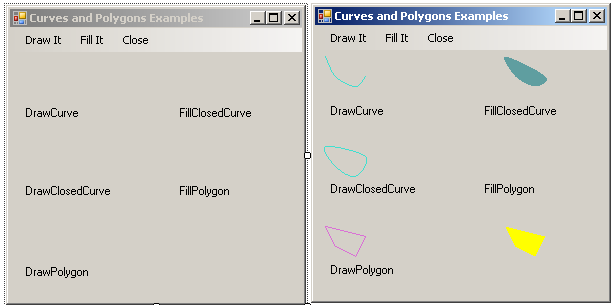 Curves and Polygons Examples
Draw It Fill It Close
DrawCurve FillClosedCurve
DrawClosedCurve FillPolygon
DrawPolygon
Curves and Polygons Examples
Draw It Fill It Close
DrawCurve FillClosedCurve
DrawClosedCurve FillPolygon
DrawPolygon